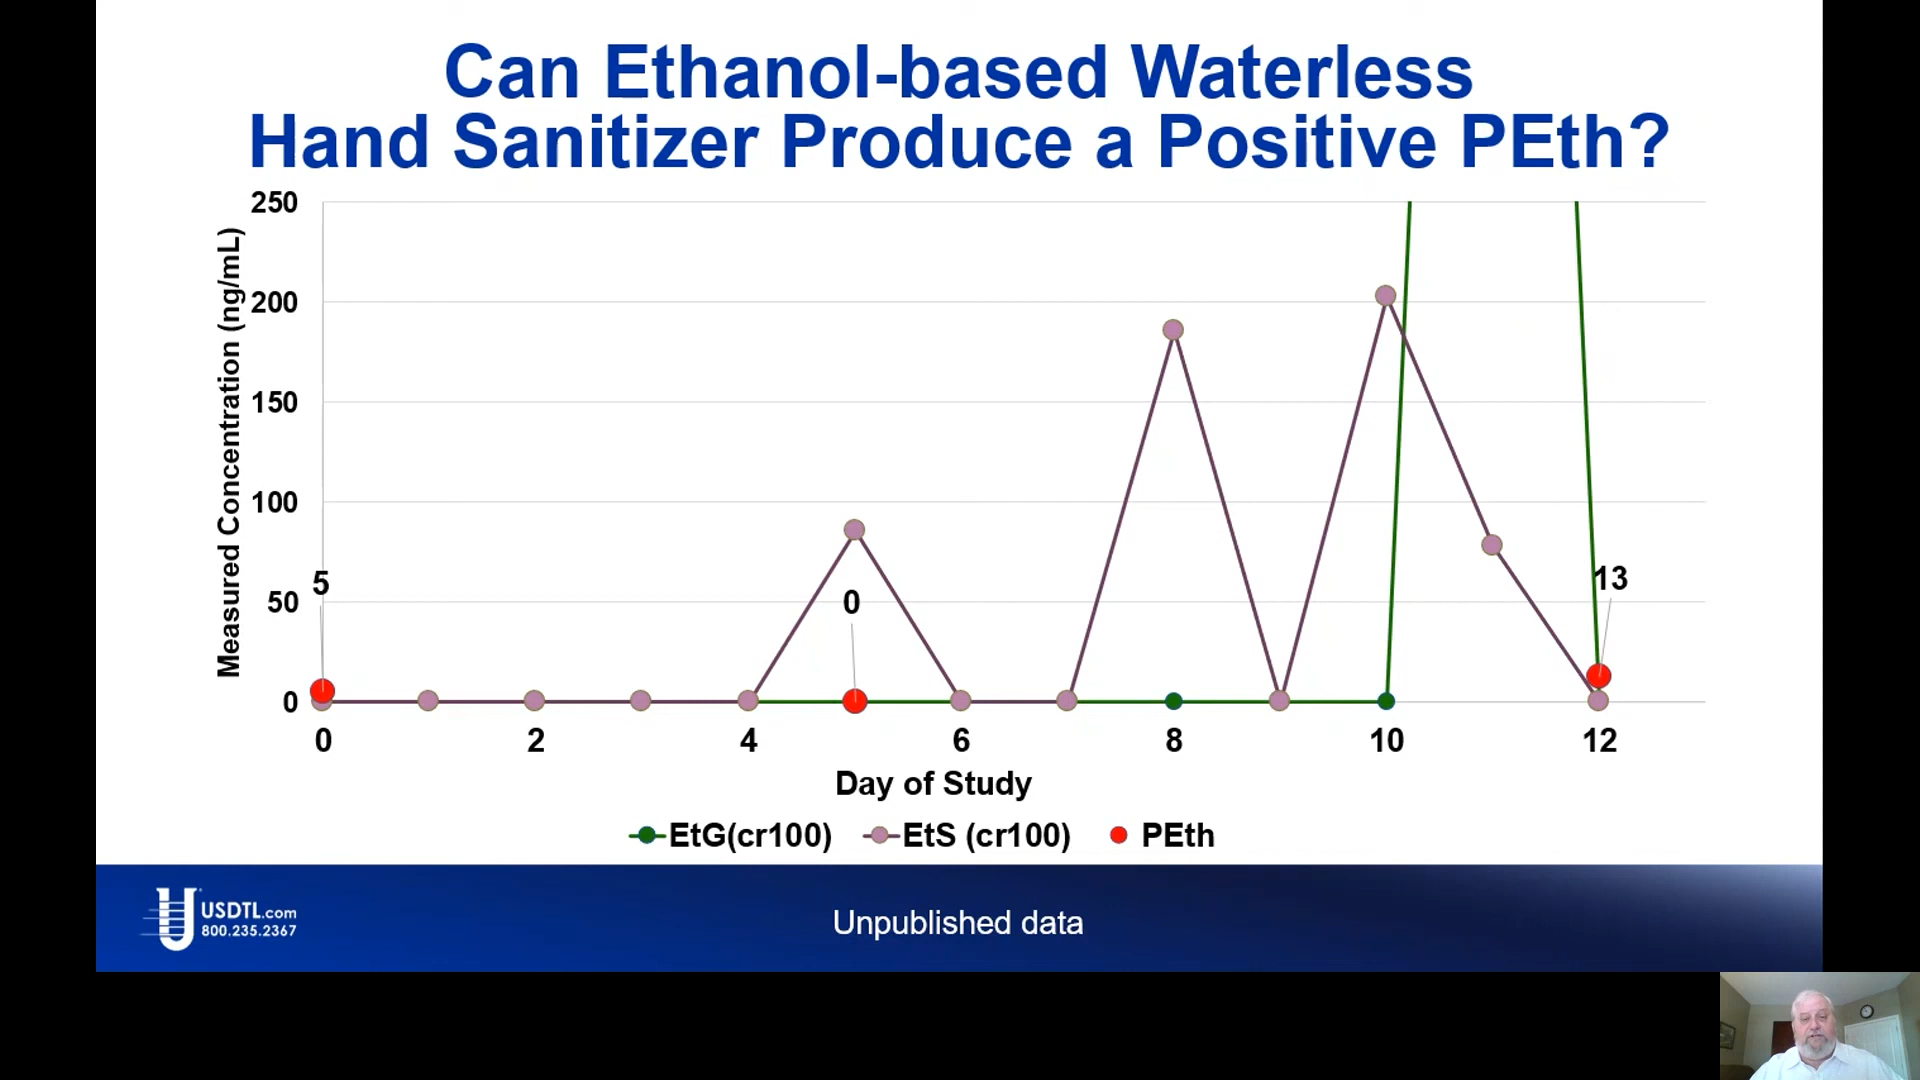 Can Ethanol-based Waterless
Hand Sanitizer Produce a Positive PEth?
Measured Concentration (ng/mL)
250
200
150
100
50
0
5
0
13
0
2
4
6
8
10
12
Day of Study
EtG(cr100)
EtS (cr100)
PEth
USDTL.com
800.235.2367
Unpublished data